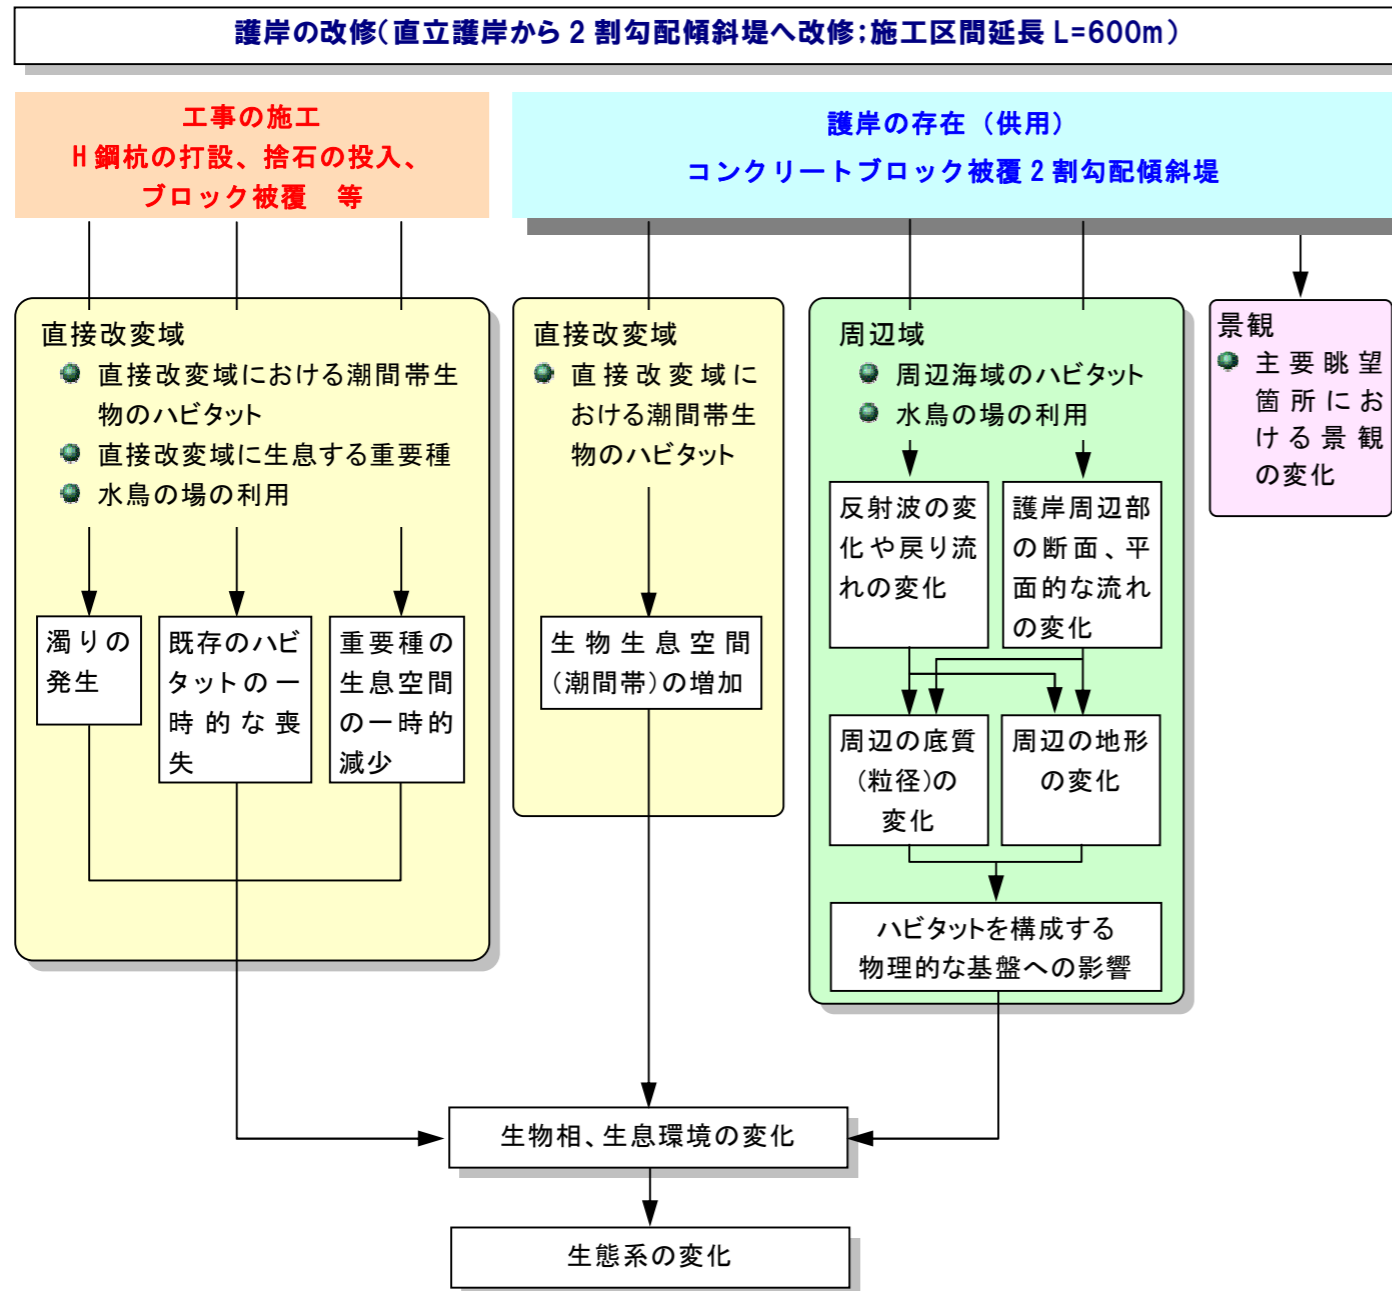 護岸の改修(直立護岸から2割勾配傾斜堤へ改修;施工区間延長 L=600m)
工事の施工
H鋼杭の打設、捨石の投入、
ブロック被覆 等
護岸の存在（供用）
コンクリートブロック被覆2割勾配傾斜堤
直接改変域
直接改変域における潮間帯生
物のハビタット
直接改変域に生息する重要種
水鳥の場の利用
濁りの
発生
既存のハビ
タットの一
時的な喪
失
重要種の
生息空間
の一時的
減少
直接改変域
直接改変域に
おける潮間帯生
物のハビタット
生物生息空間
(潮間帯)の増加
周辺域
周辺海域のハビタット
水鳥の場の利用
反射波の変
化や戻り流
れの変化
護岸周辺部
の断面、平
面的な流れ
の変化
周辺の底質
(粒径)の
変化
周辺の地形
の変化
ハビタットを構成する
物理的な基盤への影響
景観
主要眺望
箇所にお
ける景観
の変化
生物相、生息環境の変化
生態系の変化